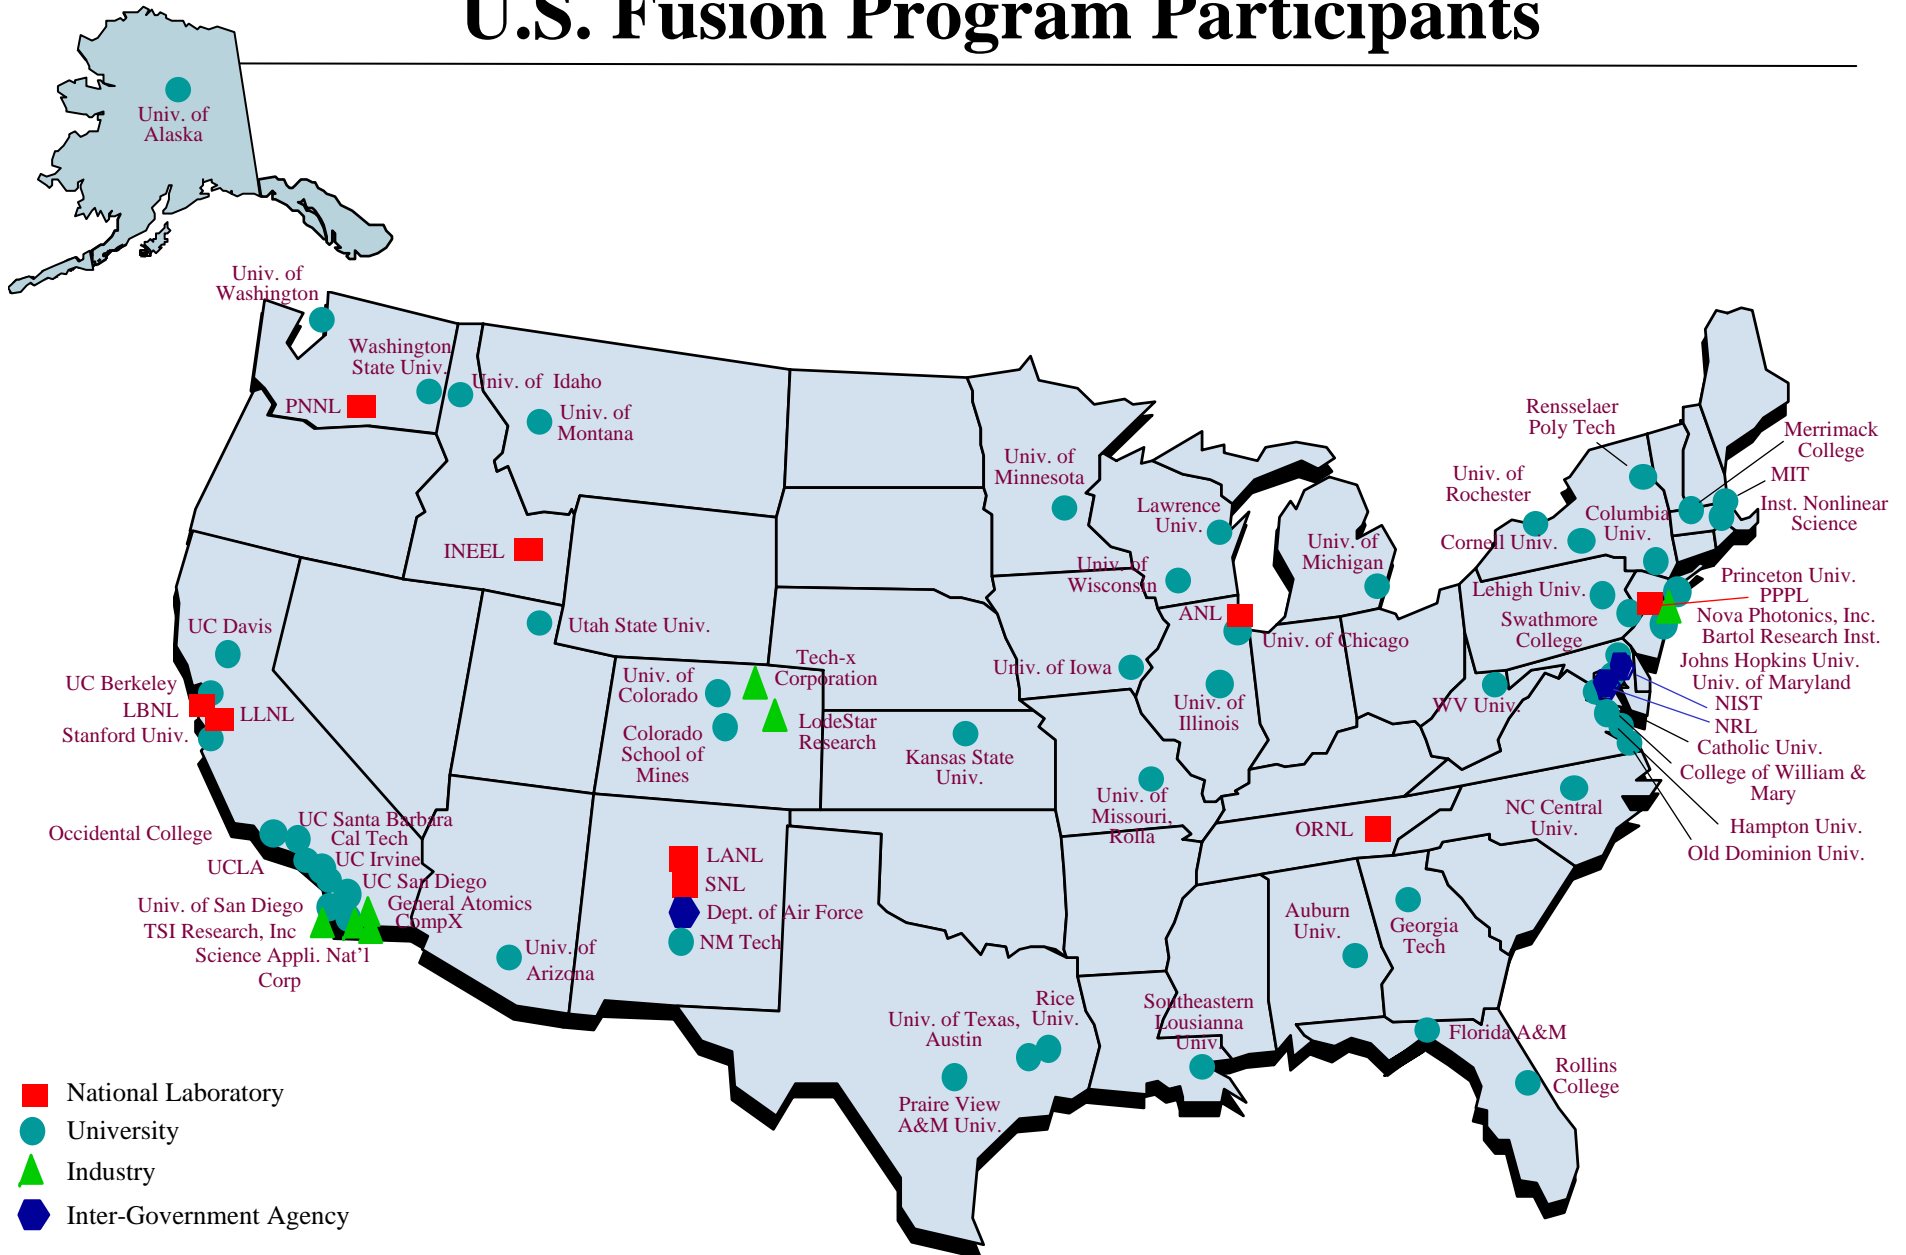 U.S. Fusion Program Participants
Univ. of
Alaska
Univ. of
Washington
Washington
State Univ.
Univ. of  Idaho
PNNL
Univ. of
Montana
INEEL
Utah State Univ.
UC Davis
UC Berkeley
LBNL
LLNL
Stanford Univ.
Univ. of
Colorado
Tech-x
Corporation
LodeStar
Research
Colorado
School of
Mines
Kansas State
Univ.
Occidental College
UC Santa Barbara
Cal Tech
UCLA
UC Irvine
UC San Diego
Univ. of San Diego
General Atomics
TSI Research, Inc
CompX
Science Appli. Nat'l
Corp
LANL
SNL
Dept. of Air Force
NM Tech
Univ. of
Arizona
Univ. of
Minnesota
Lawrence
Univ.
Univ. of
Wisconsin
Univ. of
Michigan
ANL
Univ. of Chicago
Univ. of Iowa
Univ. of
Illinois
Univ. of
Missouri,
Rolla
ORNL
Rice
Univ.
Univ. of Texas,
Austin
Praire View
A&M Univ.
Southeastern
Lousianna
Univ.
Auburn
Univ.
Georgia
Tech
Florida A&M
Rollins
College
NC Central
Univ.
WV Univ.
Rensselaer
Poly Tech
Univ. of
Rochester
Columbia
Univ.
Cornell Univ.
Lehigh Univ.
Swathmore
College
Merrimack
College
MIT
Inst. Nonlinear
Science
Princeton Univ.
PPPL
Nova Photonics, Inc.
Bartol Research Inst.
Johns Hopkins Univ.
Univ. of Maryland
NIST
NRL
Catholic Univ.
College of William &
Mary
Hampton Univ.
Old Dominion Univ.
National Laboratory
University
Industry
Inter-Government Agency